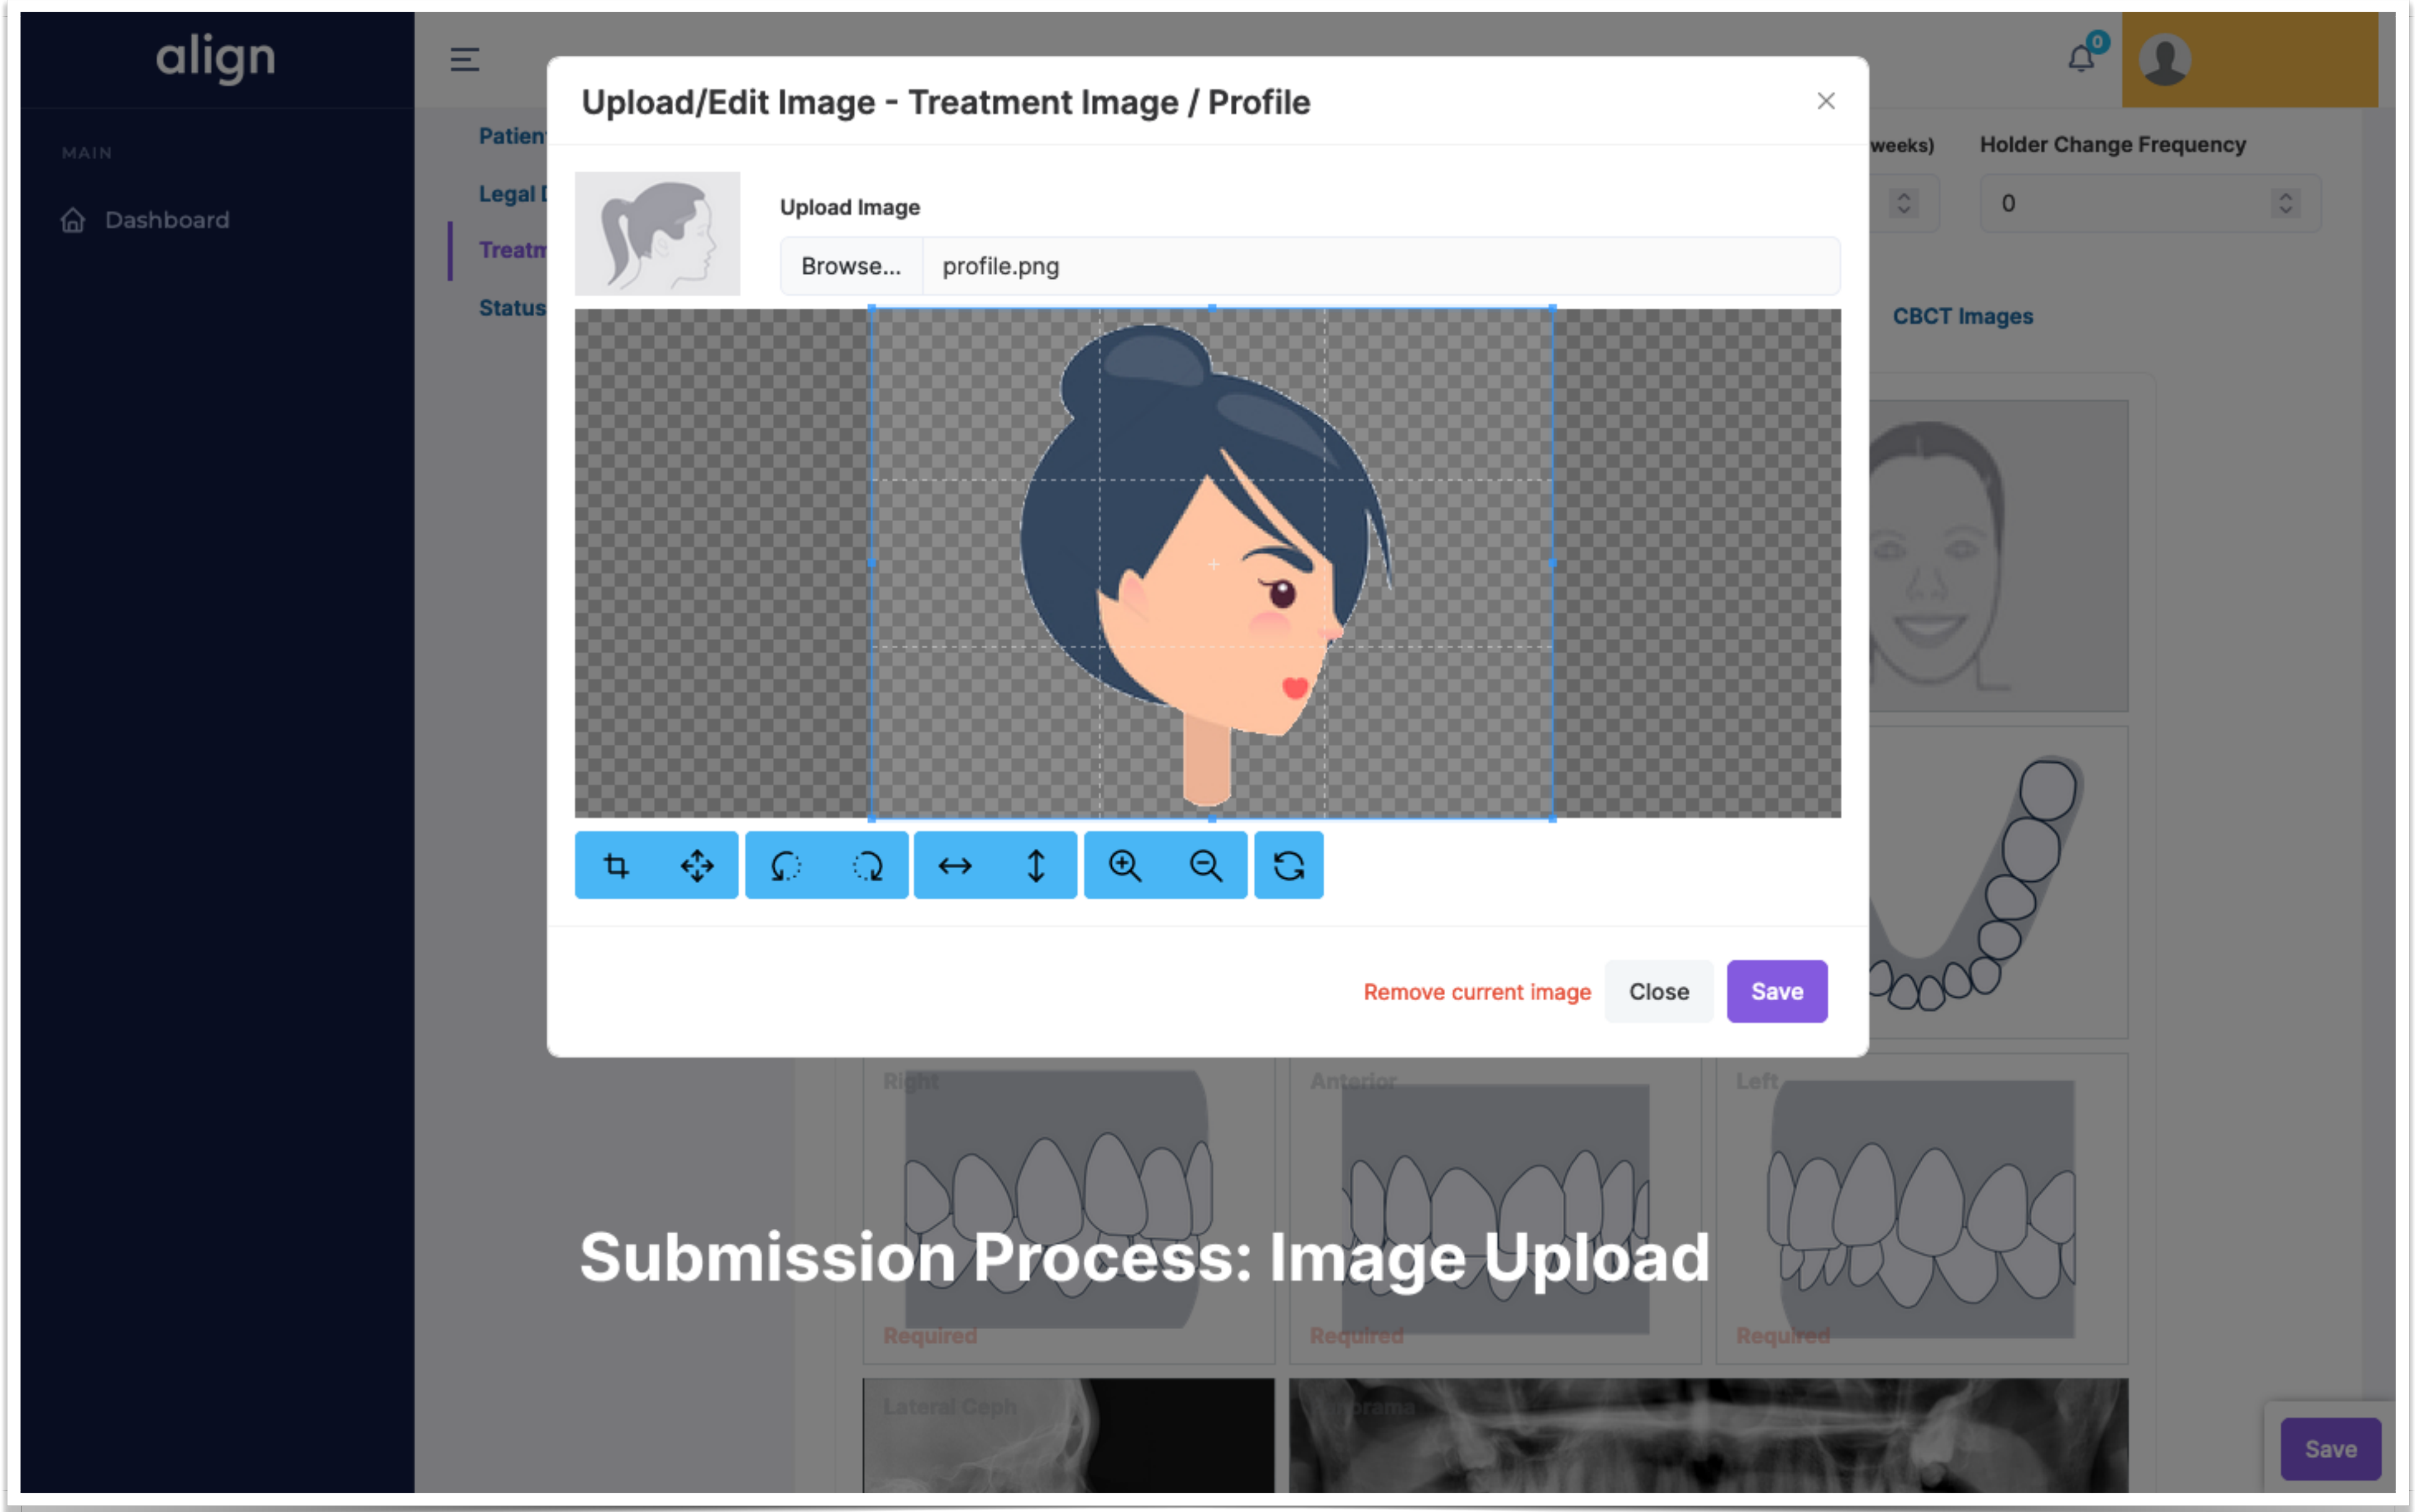 align
0
MAIN
Dashboard
Patien
Legal
Treatm
Status
weeks)
Holder Change Frequency
0
CBCT Images
Upload/Edit Image - Treatment Image / Profile
Upload Image
Browse...
profile.png
Remove current image
Close
Save
Right
Anterior
Left
Submission Process: Image Upload
Required
Required
Required
Lateral Ceph
orama
Save